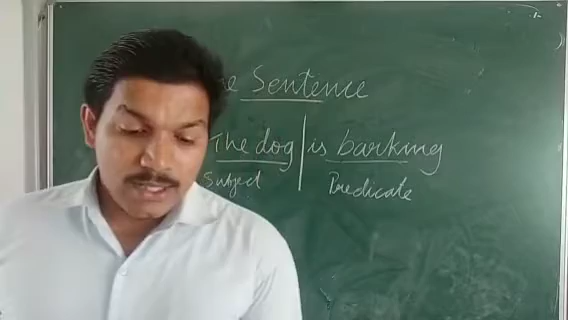 Sentence
The dog is barking
Subject Predicate